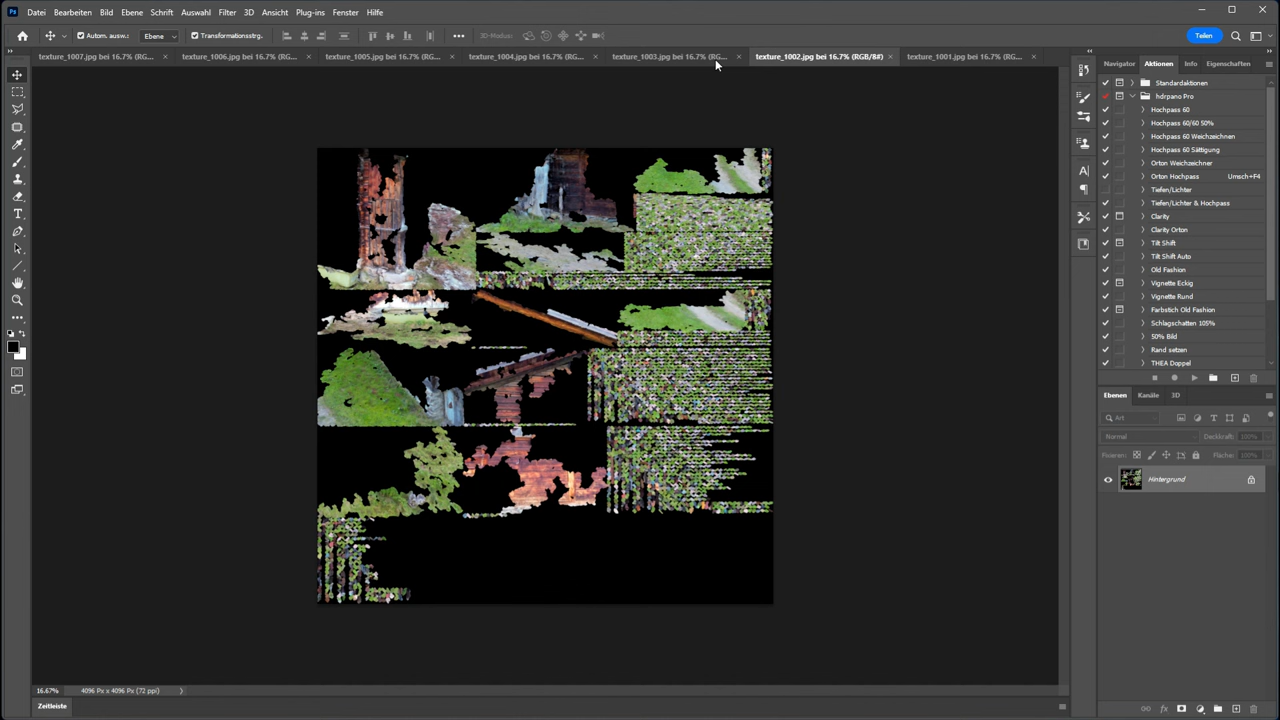 Ps Datei Bearbeiten Bild Ebene Schrift Auswahl Filter 3D Ansicht Plug-ins Fenster Hilfe
Autom. ausw.: Ebene Transformationsstrg. 3D-Modus: Teilen
texture_1007.jpg bei 16.7% (RG... × texture_1006.jpg bei 16.7% (RG... × texture_1005.jpg bei 16.7% (RG... × texture_1004.jpg bei 16.7% (RG... × texture_1003.jpg bei 16.7% (RG... × texture_1002.jpg bei 16.7% (RGB/8#) × texture_1001.jpg bei 16.7% (RG... ×
Navigator Aktionen Info Eigenschaften
Standardaktionen
hdrpano Pro
Hochpass 60
Hochpass 60/60 50%
Hochpass 60 Weichzeichnen
Hochpass 60 Sättigung
Orton Weichzeichner
Orton Hochpass Umsch+F4
Tiefen/Lichter
Tiefen/Lichter & Hochpass
Clarity
Clarity Orton
Tilt Shift
Tilt Shift Auto
Old Fashion
Vignette Eckig
Vignette Rund
Farbstich Old Fashion
Schlagschatten 105%
50% Bild
Rand setzen
THEA Doppel
Ebenen Kanäle 3D
Art
Normal Deckkraft: 100%
Fixieren: Fläche: 100%
Hintergrund
16.67% 4096 Px x 4096 Px (72 ppi)
Zeitleiste